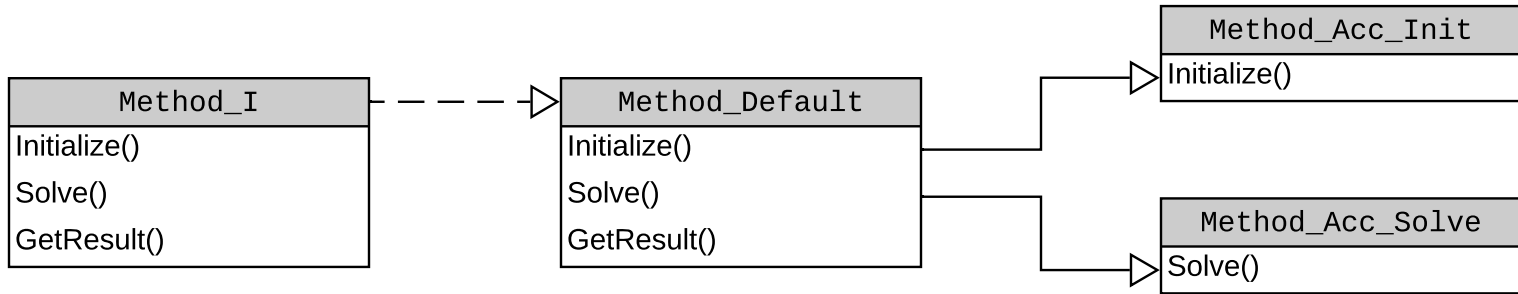 Method_I
Initialize()
Solve()
GetResult()
Method_Default
Initialize()
Solve()
GetResult()
Method_Acc_Init
Initialize()
Method_Acc_Solve
Solve()